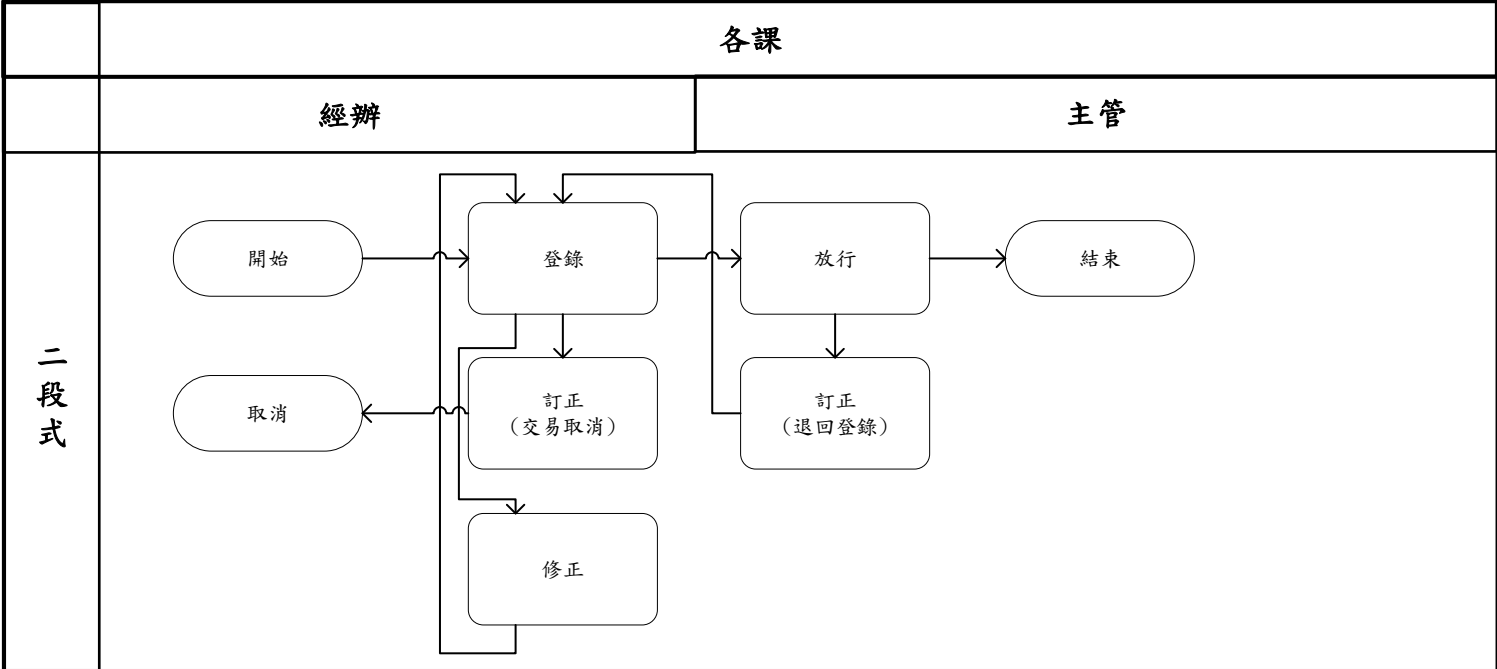 各課
經辦
主管
二段式
開始
登錄
放行
結束
取消
訂正
（交易取消）
訂正
（退回登錄）
修正